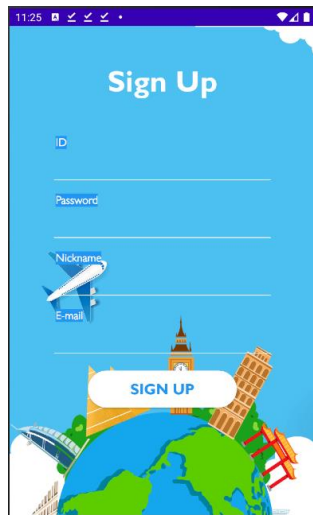 11:25
Sign Up
ID
Password
Nickname
E-mail
SIGN UP